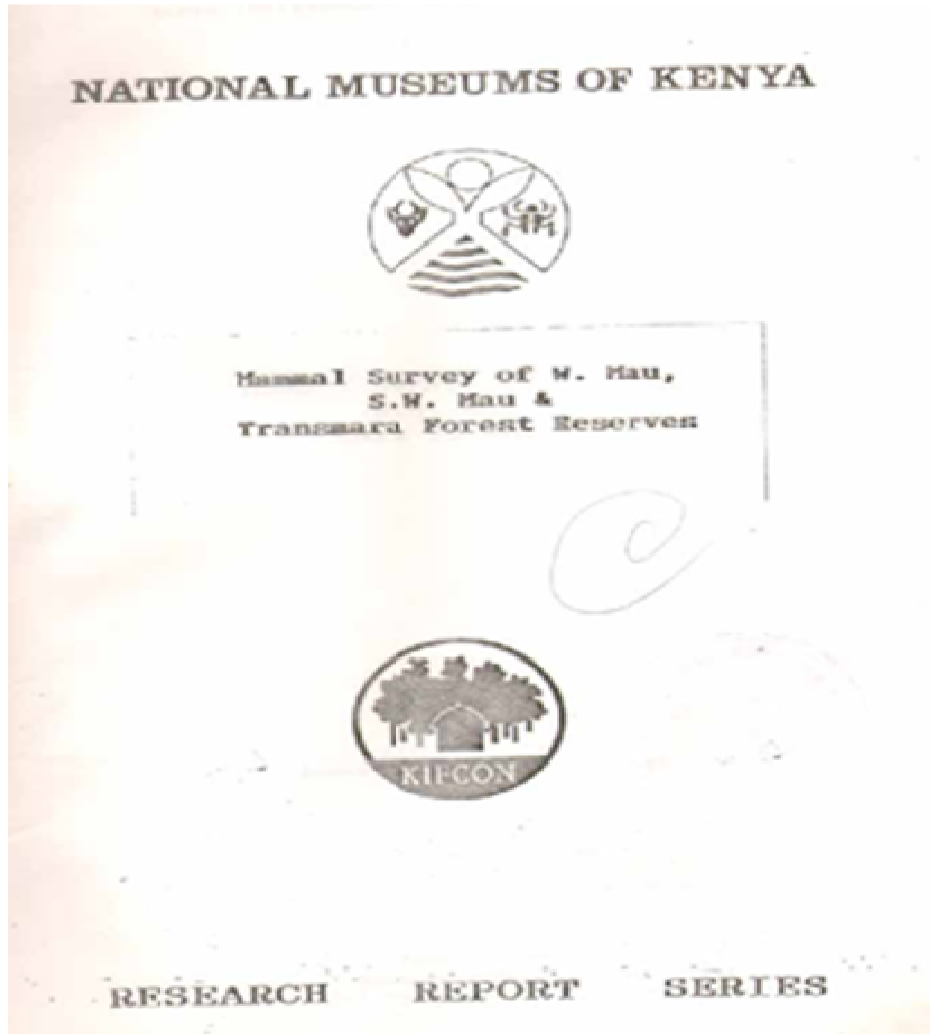 NATIONAL MUSEUMS OF KENYA
Mammal Survey of W. Mau,
S.W. Mau &
Transmara Forest Reserves
KIFCON
RESEARCH REPORT SERIES